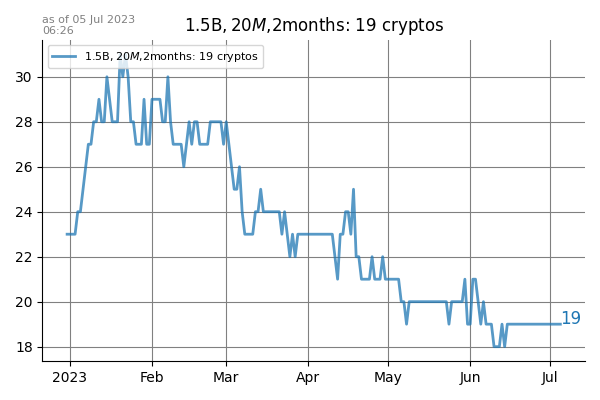 as of 05 Jul 2023
06:26
1.5B, 20M,2months: 19 cryptos
1.5B, 20M,2months: 19 cryptos
30
28
26
24
22
20
18
19
2023
Feb
Mar
Apr
May
Jun
Jul